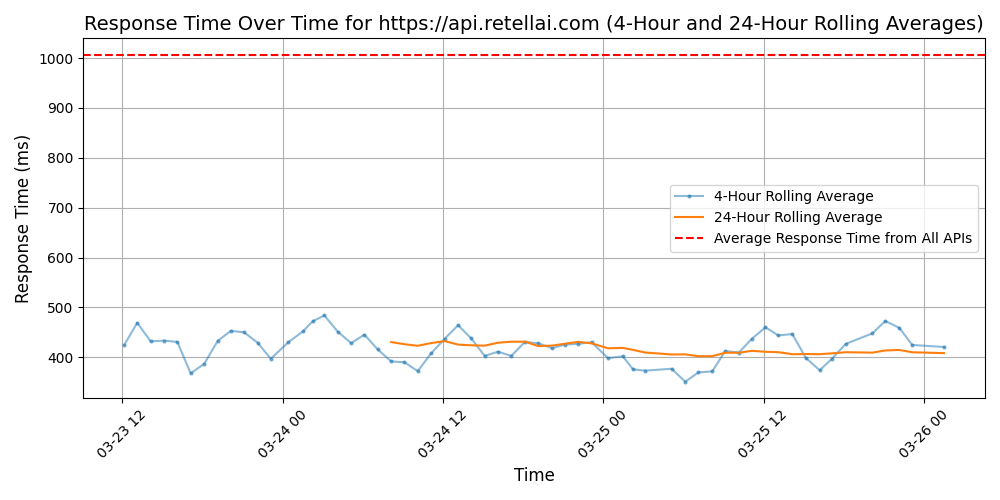 Response Time Over Time for https://api.retellai.com (4-Hour and 24-Hour Rolling Averages)
Response Time (ms)
1000
900
800
700
600
500
400
4-Hour Rolling Average
24-Hour Rolling Average
Average Response Time from All APIs
03-23 12
03-24 00
03-24 12
03-25 00
03-25 12
03-26 00
Time